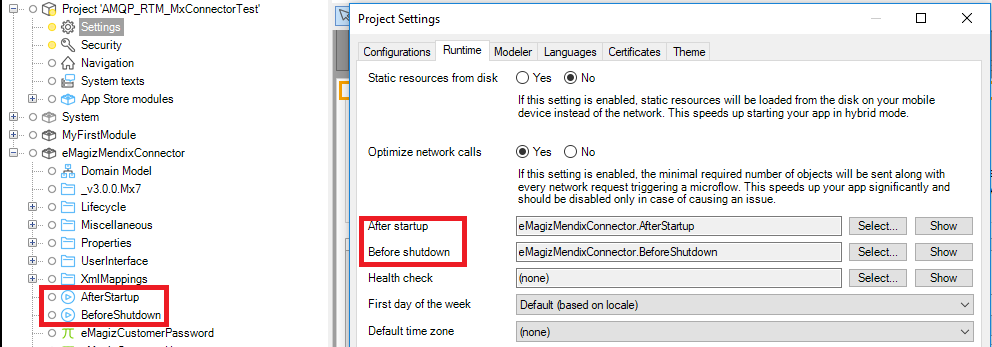 Project 'AMQP_RTM_MxConnectorTest'
Settings
Security
Navigation
System texts
App Store modules
System
MyFirstModule
eMagizMendixConnector
Domain Model
_v3.0.0.Mx7
Lifecycle
Miscellaneous
Properties
UserInterface
XmlMappings
AfterStartup
BeforeShutdown
eMagizCustomerPassword
Project Settings
Configurations Runtime Modeler Languages Certificates Theme
Static resources from disk Yes No
If this setting is enabled, static resources will be loaded from the disk on your mobile
device instead of the network. This speeds up starting your app in hybrid mode.
Optimize network calls Yes No
If this setting is enabled, the minimal required number of objects will be sent along with
every network request triggering a microflow. This speeds up your app significantly and
should be disabled only in case of causing an issue.
After startup eMagizMendixConnector.AfterStartup Select... Show
Before shutdown eMagizMendixConnector.BeforeShutdown Select... Show
Health check (none) Select... Show
First day of the week Default (based on locale)
Default time zone (none)